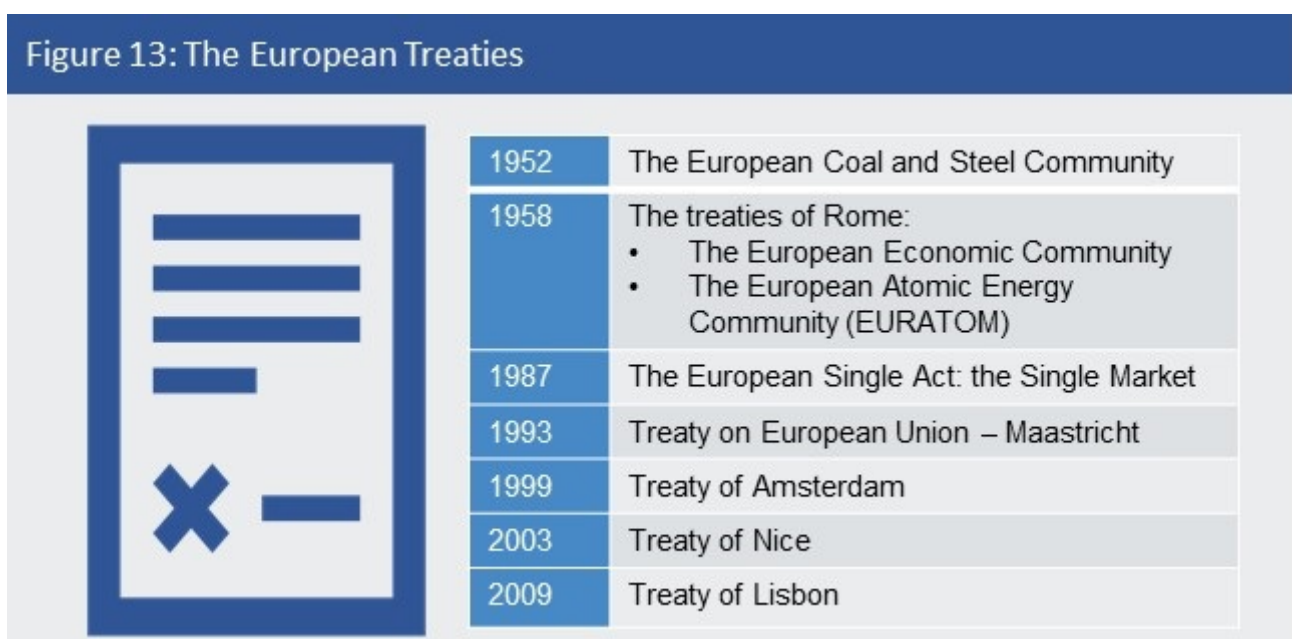 Figure 13: The European Treaties
1952 The European Coal and Steel Community
1958 The treaties of Rome:
• The European Economic Community
• The European Atomic Energy
Community (EURATOM)
1987 The European Single Act: the Single Market
1993 Treaty on European Union – Maastricht
1999 Treaty of Amsterdam
2003 Treaty of Nice
2009 Treaty of Lisbon